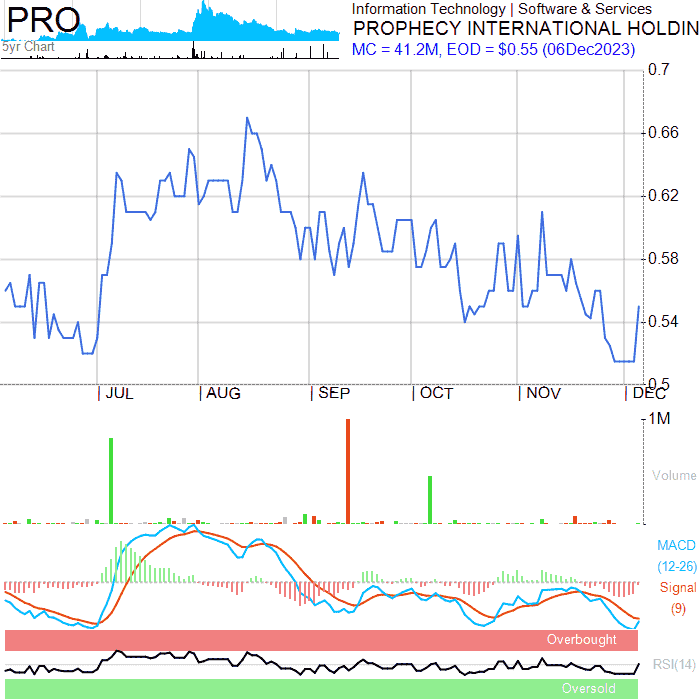 PRO
5yr Chart
Information Technology | Software & Services
PROPHECY INTERNATIONAL HOLDIN
MC = 41.2M, EOD = $0.55 (06Dec2023)
0.7
0.66
0.62
0.58
0.54
0.5
JUL AUG SEP OCT NOV DEC
1M
Volume
MACD
(12-26)
Signal
(9)
Overbought
RSI(14)
Oversold